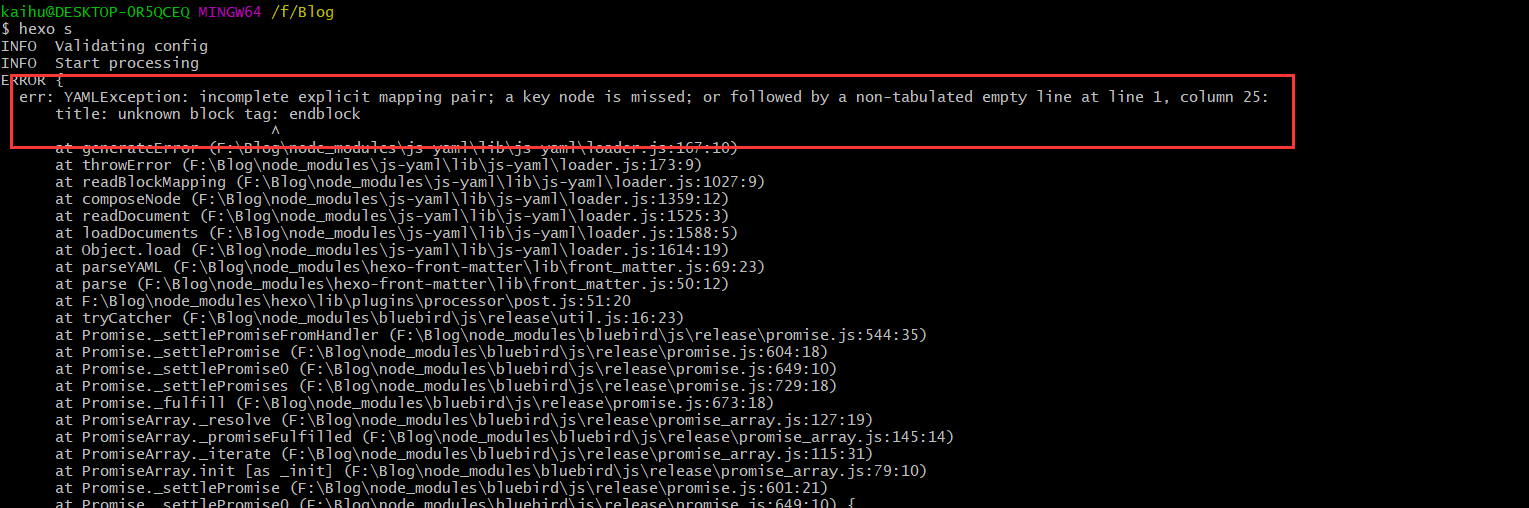 kaihu@DESKTOP-0R5QCEQ MINGW64 /f/Blog
$ hexo s
INFO  Validating config
INFO  Start processing
ERROR {
  err: YAMLException: incomplete explicit mapping pair; a key node is missed; or followed by a non-tabulated empty line at line 1, column 25:
      title: unknown block tag: endblock
                              ^
      at generateError (F:\Blog\node_modules\js-yaml\lib\js-yaml\loader.js:167:10)
      at throwError (F:\Blog\node_modules\js-yaml\lib\js-yaml\loader.js:173:9)
      at readBlockMapping (F:\Blog\node_modules\js-yaml\lib\js-yaml\loader.js:1027:9)
      at composeNode (F:\Blog\node_modules\js-yaml\lib\js-yaml\loader.js:1359:12)
      at readDocument (F:\Blog\node_modules\js-yaml\lib\js-yaml\loader.js:1525:3)
      at loadDocuments (F:\Blog\node_modules\js-yaml\lib\js-yaml\loader.js:1588:5)
      at Object.load (F:\Blog\node_modules\js-yaml\lib\js-yaml\loader.js:1614:19)
      at parseYAML (F:\Blog\node_modules\hexo-front-matter\lib\front_matter.js:69:23)
      at parse (F:\Blog\node_modules\hexo-front-matter\lib\front_matter.js:50:12)
      at F:\Blog\node_modules\hexo\lib\plugins\processor\post.js:51:20
      at tryCatcher (F:\Blog\node_modules\bluebird\js\release\util.js:16:23)
      at Promise._settlePromiseFromHandler (F:\Blog\node_modules\bluebird\js\release\promise.js:544:35)
      at Promise._settlePromise (F:\Blog\node_modules\bluebird\js\release\promise.js:604:18)
      at Promise._settlePromise0 (F:\Blog\node_modules\bluebird\js\release\promise.js:649:10)
      at Promise._settlePromises (F:\Blog\node_modules\bluebird\js\release\promise.js:729:18)
      at Promise._fulfill (F:\Blog\node_modules\bluebird\js\release\promise.js:673:18)
      at PromiseArray._resolve (F:\Blog\node_modules\bluebird\js\release\promise_array.js:127:19)
      at PromiseArray._promiseFulfilled (F:\Blog\node_modules\bluebird\js\release\promise_array.js:145:14)
      at PromiseArray._iterate (F:\Blog\node_modules\bluebird\js\release\promise_array.js:115:31)
      at PromiseArray.init [as _init] (F:\Blog\node_modules\bluebird\js\release\promise_array.js:79:10)
      at Promise._settlePromise (F:\Blog\node_modules\bluebird\js\release\promise.js:601:21)
      at Promise._settlePromise0 (F:\Blog\node_modules\bluebird\js\release\promise.js:649:10) {